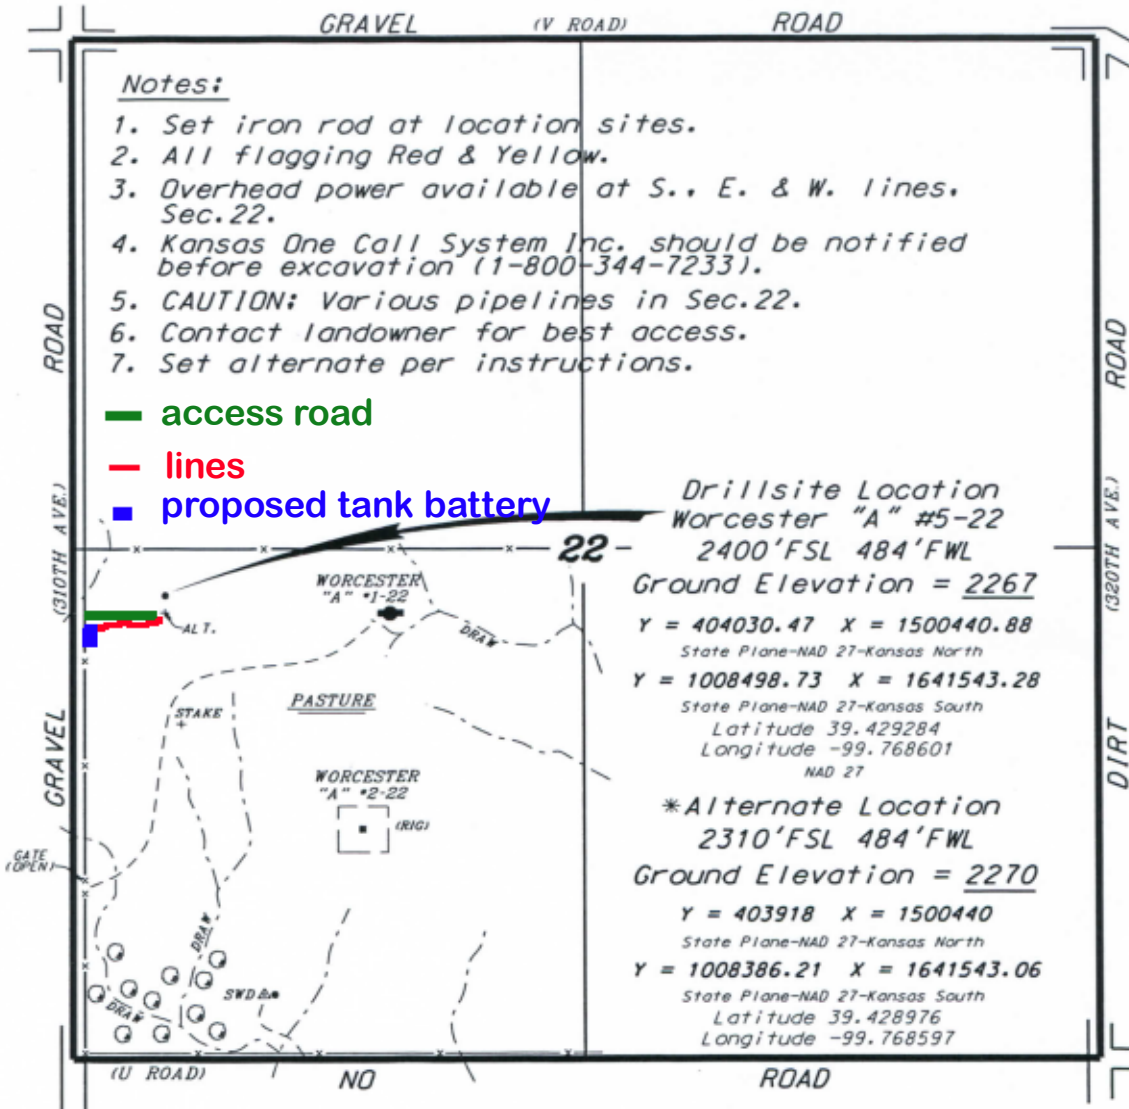 GRAVEL (V ROAD) ROAD
Notes:
1. Set iron rod at location sites.
2. All flagging Red & Yellow.
3. Overhead power available at S., E. & W. lines,
Sec.22.
4. Kansas One Call System Inc. should be notified
before excavation (1-800-344-7233).
5. CAUTION: Various pipelines in Sec.22.
6. Contact landowner for best access.
7. Set alternate per instructions.
access road
lines
proposed tank battery
ROAD
(310TH AVE.)
GRAVEL
ROAD
(320TH AVE.)
DIRT
22
Drillsite Location
Worcester "A" #5-22
2400'FSL 484'FWL
Ground Elevation = 2267
Y = 404030.47 X = 1500440.88
State Plane-NAD 27-Kansas North
Y = 1008498.73 X = 1641543.28
State Plane-NAD 27-Kansas South
Latitude 39.429284
Longitude -99.768601
NAD 27
*Alternate Location
2310'FSL 484'FWL
Ground Elevation = 2270
Y = 403918 X = 1500440
State Plane-NAD 27-Kansas North
Y = 1008386.21 X = 1641543.06
State Plane-NAD 27-Kansas South
Latitude 39.428976
Longitude -99.768597
WORCESTER
"A" #1-22
ALT.
DRAW
PASTURE
STAKE
WORCESTER
"A" #2-22
(RIG)
GATE
(OPEN)
DRAW
SWD
DRAW
(U ROAD) NO ROAD